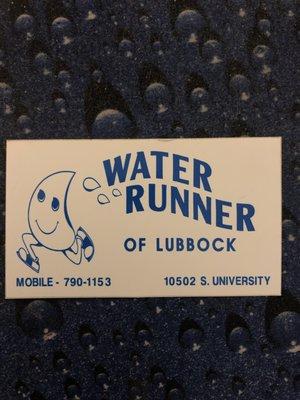 WATER
RUNNER
OF LUBBOCK
MOBILE - 790-1153 10502 S. UNIVERSITY